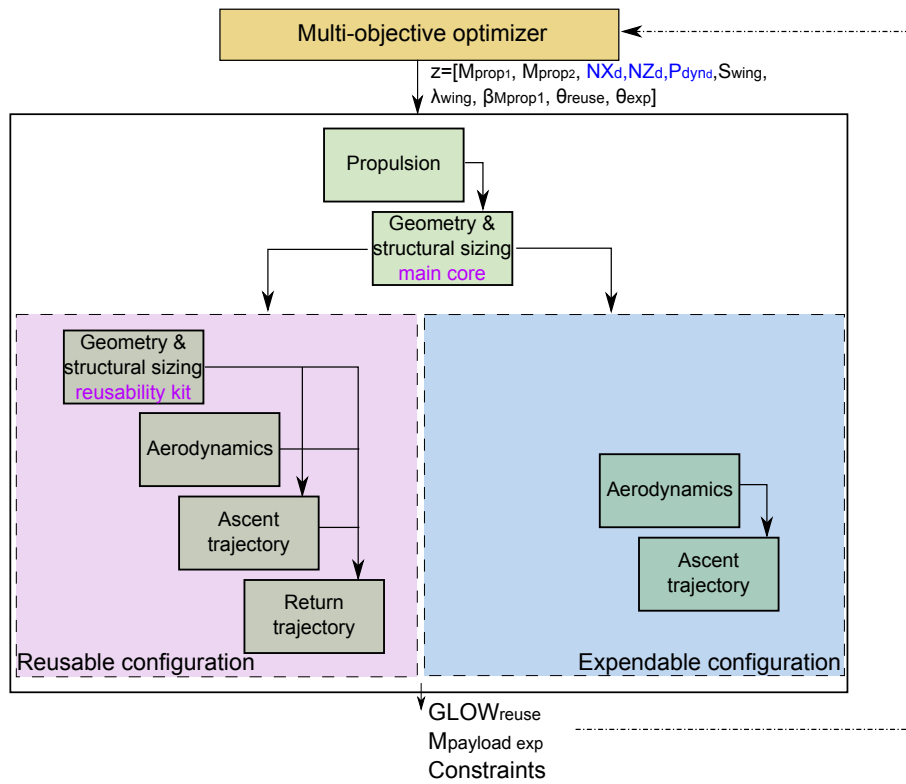 Multi-objective optimizer
z=[Mprop1, Mprop2, NXd,NZd,Pdynd,Swing,
λwing, βMprop1, θreuse, θexp]
Propulsion
Geometry &
structural sizing
main core
Geometry &
structural sizing
reusability kit
Aerodynamics
Ascent
trajectory
Return
trajectory
Reusable configuration
Aerodynamics
Ascent
trajectory
Expendable configuration
GLOWreuse
Mpayload exp
Constraints